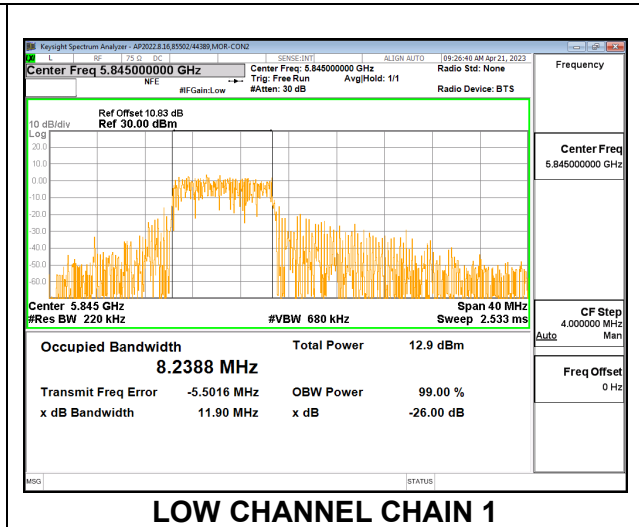 Keysight Spectrum Analyzer - AP2022.8.16,85502/44389,MOR-CON2
L RF 75 Ω DC SENSE:INT ALIGN AUTO 09:26:40 AM Apr 21, 2023
Center Freq 5.845000000 GHz Center Freq: 5.845000000 GHz Radio Std: None Frequency
NFE Trig: Free Run Avg|Hold: 1/1
#IFGain:Low #Atten: 30 dB Radio Device: BTS
Ref Offset 10.83 dB
10 dB/div Ref 30.00 dBm
Log
20.0
10.0
0.00
-10.0
-20.0
-30.0
-40.0
-50.0
-60.0
Center Freq
5.845000000 GHz
Center 5.845 GHz Span 40 MHz
#Res BW 220 kHz #VBW 680 kHz Sweep 2.533 ms
CF Step
4.000000 MHz
Auto Man
Freq Offset
0 Hz
Occupied Bandwidth Total Power 12.9 dBm
8.2388 MHz
Transmit Freq Error -5.5016 MHz OBW Power 99.00 %
x dB Bandwidth 11.90 MHz x dB -26.00 dB
MSG STATUS
LOW CHANNEL CHAIN 1